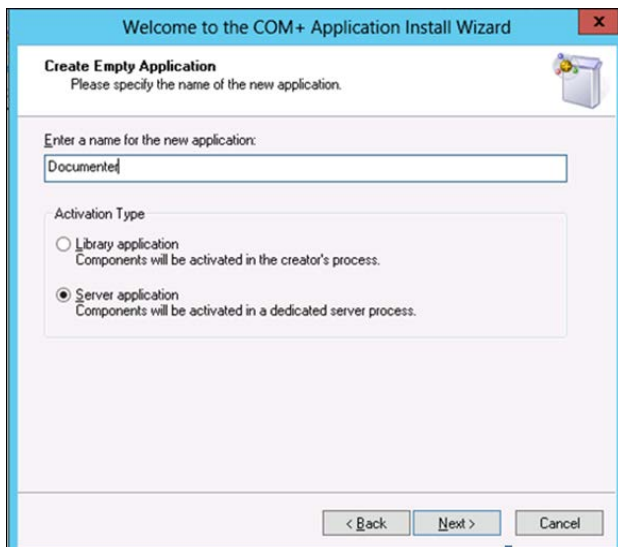 Welcome to the COM+ Application Install Wizard
x
Create Empty Application
Please specify the name of the new application.
Enter a name for the new application:
Documenter
Activation Type
Library application
Components will be activated in the creator's process.
Server application
Components will be activated in a dedicated server process.
< Back
Next >
Cancel